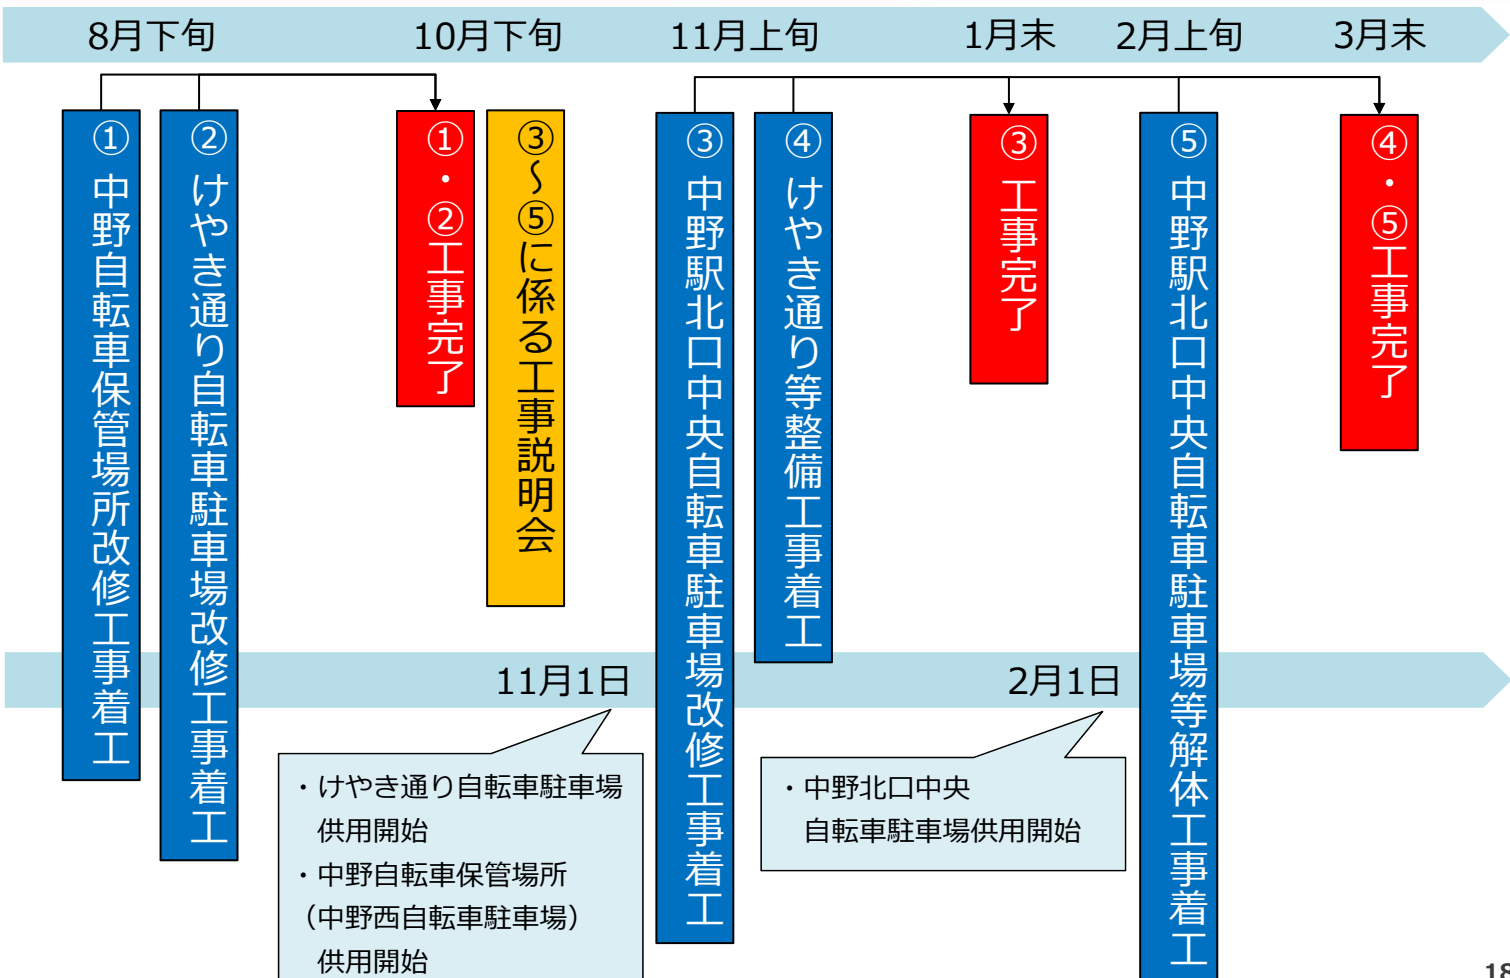 8月下旬
10月下旬
11月上旬
1月末
2月上旬
3月末
① 中野自転車保管場所改修工事着工
② けやき通り自転車駐車場改修工事着工
①・②工事完了
③～⑤に係る工事説明会
③ 中野駅北口中央自転車駐車場改修工事着工
④ けやき通り等整備工事着工
③ 工事完了
⑤ 中野駅北口中央自転車駐車場等解体工事着工
④・⑤工事完了
11月1日
2月1日
・けやき通り自転車駐車場
供用開始
・中野自転車保管場所
（中野西自転車駐車場）
供用開始
・中野北口中央
自転車駐車場供用開始
18